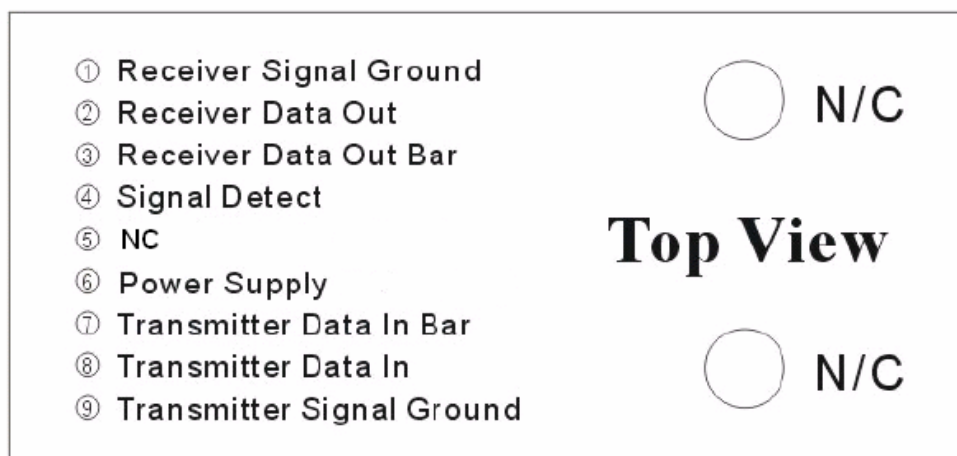 ① Receiver Signal Ground
② Receiver Data Out
③ Receiver Data Out Bar
④ Signal Detect
⑤ NC
⑥ Power Supply
⑦ Transmitter Data In Bar
⑧ Transmitter Data In
⑨ Transmitter Signal Ground
N/C
Top View
N/C